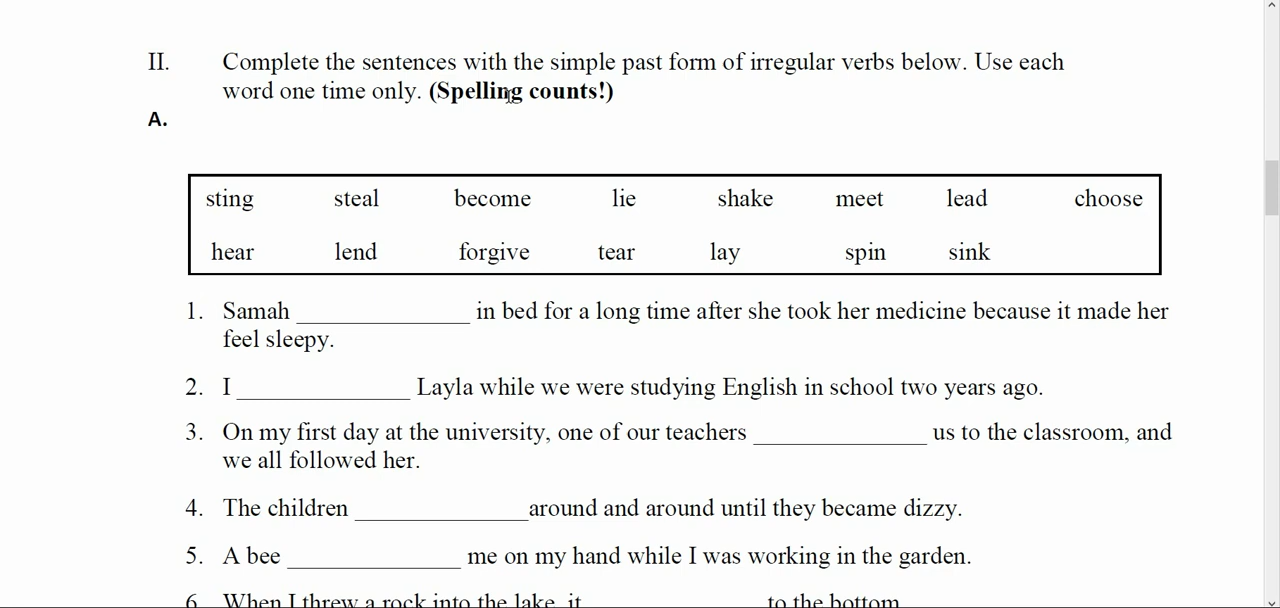 II. Complete the sentences with the simple past form of irregular verbs below. Use each
word one time only. (Spelling counts!)
A.
sting steal become lie shake meet lead choose
hear lend forgive tear lay spin sink
1. Samah ______________ in bed for a long time after she took her medicine because it made her
feel sleepy.
2. I ______________ Layla while we were studying English in school two years ago.
3. On my first day at the university, one of our teachers ______________ us to the classroom, and
we all followed her.
4. The children ______________around and around until they became dizzy.
5. A bee ______________ me on my hand while I was working in the garden.
6. When I threw a rock into the lake, it ______________ to the bottom.